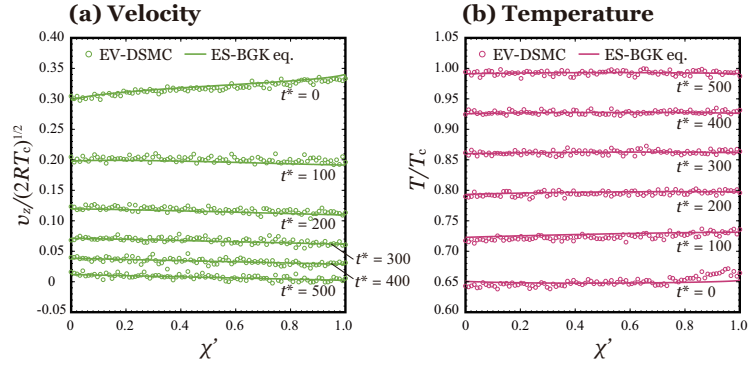 (a) Velocity
0.40
0.35
0.30
0.25
0.20
0.15
0.10
0.05
0
-0.05
v_z/(2RT_c)^1/2
EV-DSMC
ES-BGK eq.
t* = 0
t* = 100
t* = 200
t* = 300
t* = 400
t* = 500
0
0.2
0.4
0.6
0.8
1.0
χ'
(b) Temperature
1.05
1.00
0.95
0.90
0.85
0.80
0.75
0.70
0.65
0.60
T/T_c
EV-DSMC
ES-BGK eq.
t* = 500
t* = 400
t* = 300
t* = 200
t* = 100
t* = 0
0
0.2
0.4
0.6
0.8
1.0
χ'